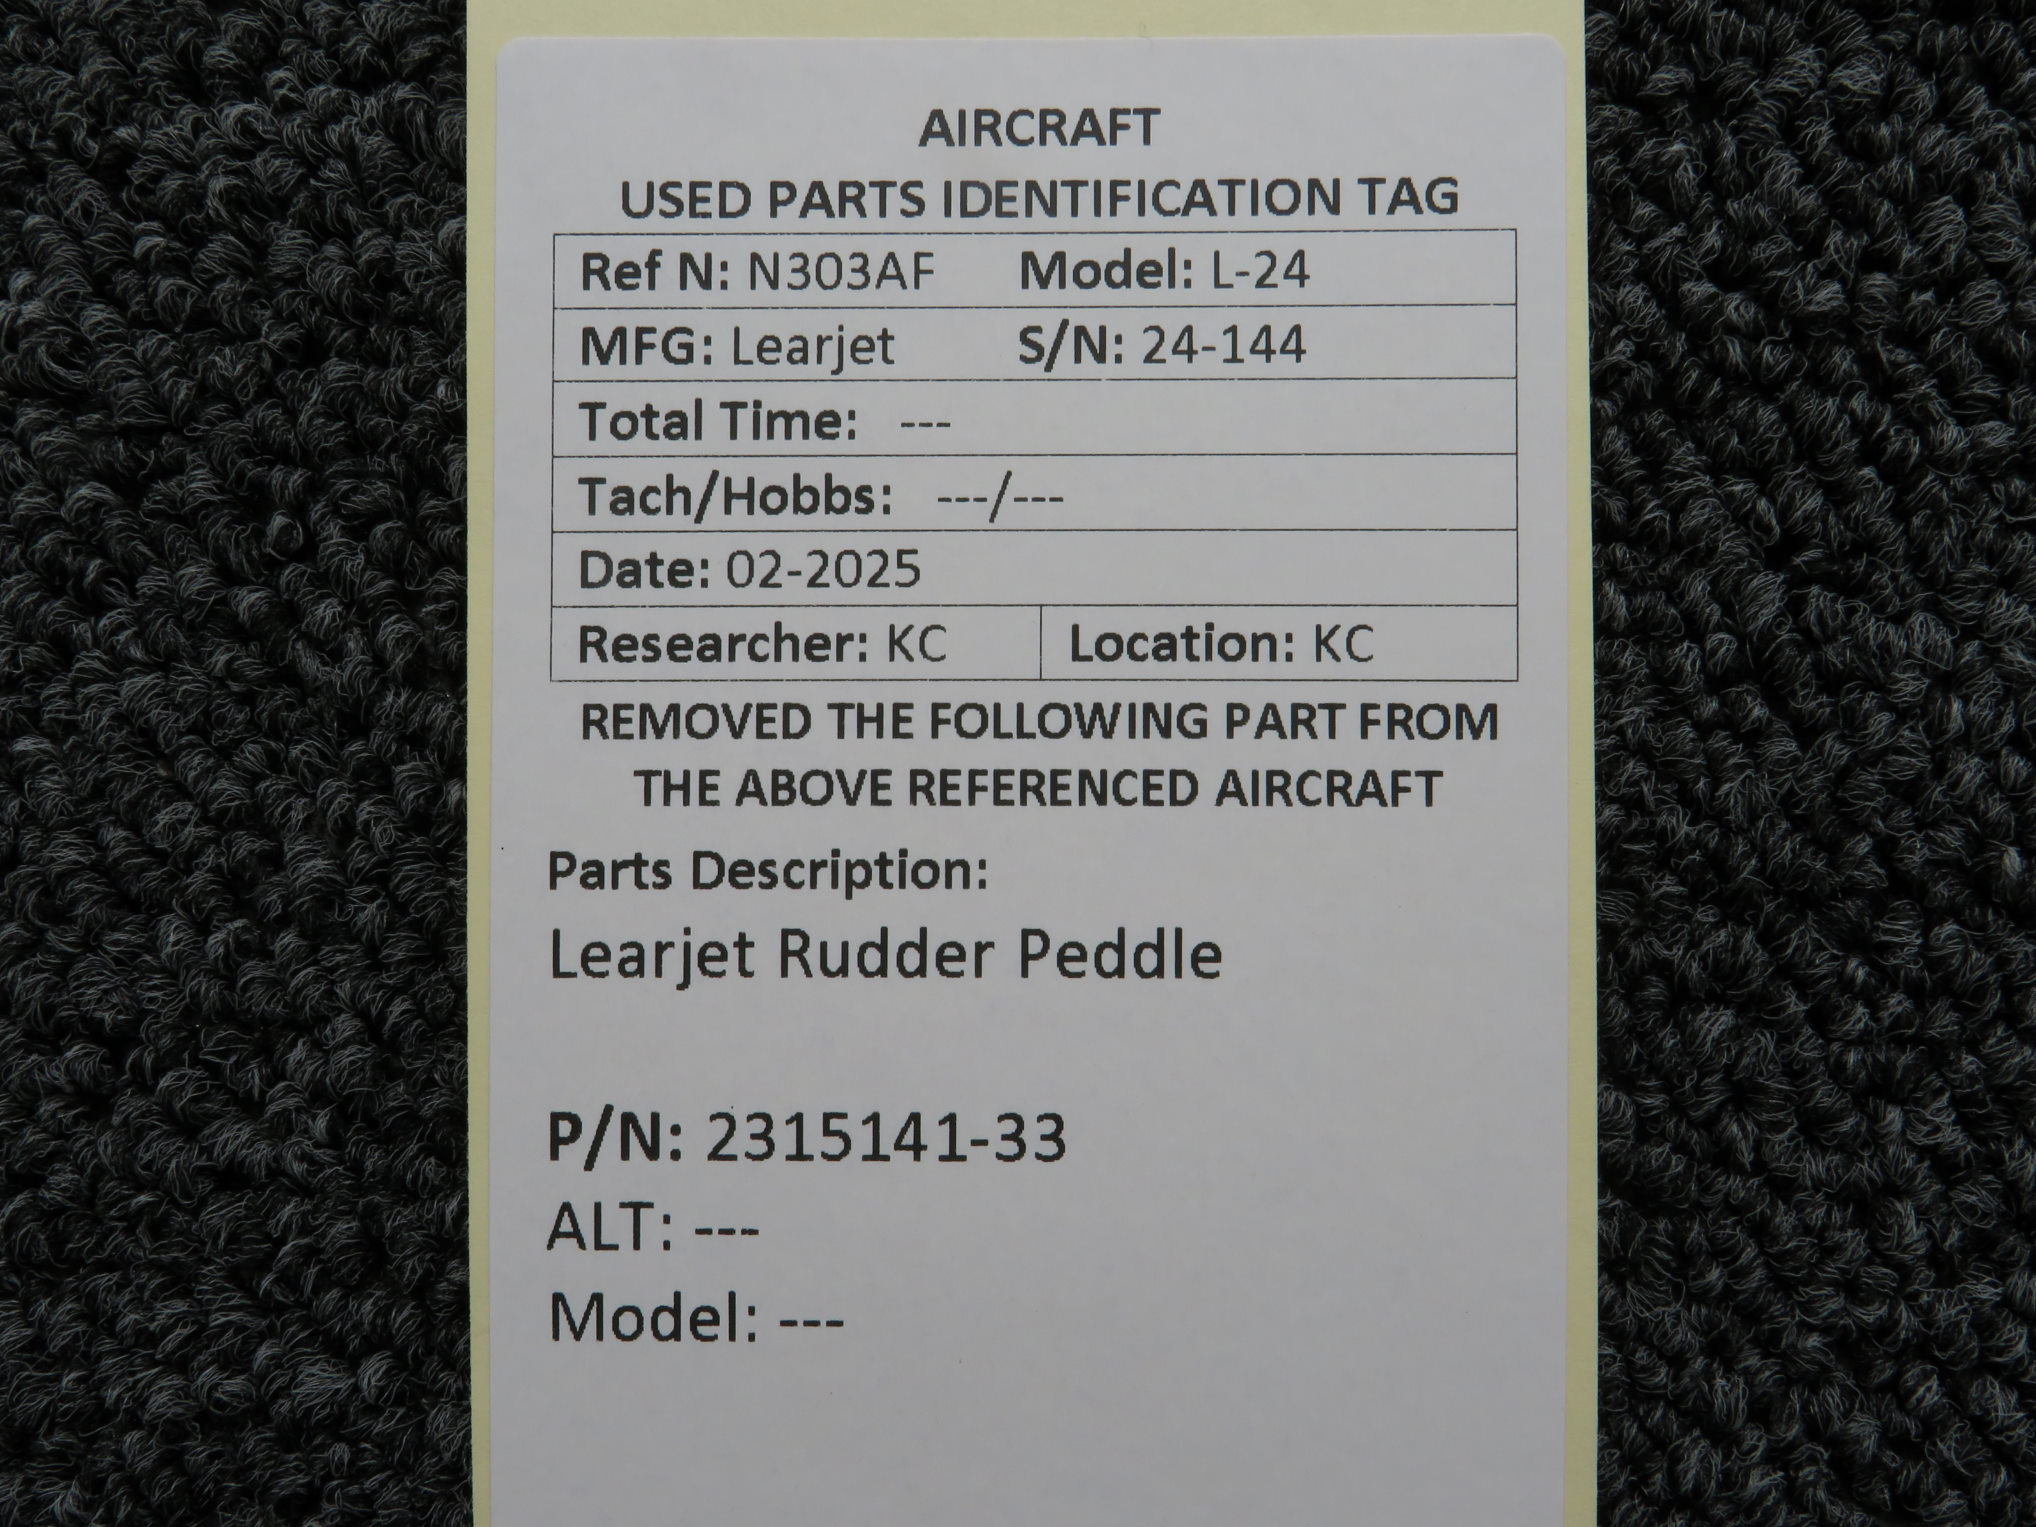 AIRCRAFT
USED PARTS IDENTIFICATION TAG
Ref N: N303AF Model: L-24
MFG: Learjet S/N: 24-144
Total Time: ---
Tach/Hobbs: ---/---
Date: 02-2025
Researcher: KC Location: KC
REMOVED THE FOLLOWING PART FROM
THE ABOVE REFERENCED AIRCRAFT
Parts Description:
Learjet Rudder Peddle
P/N: 2315141-33
ALT: ---
Model: ---